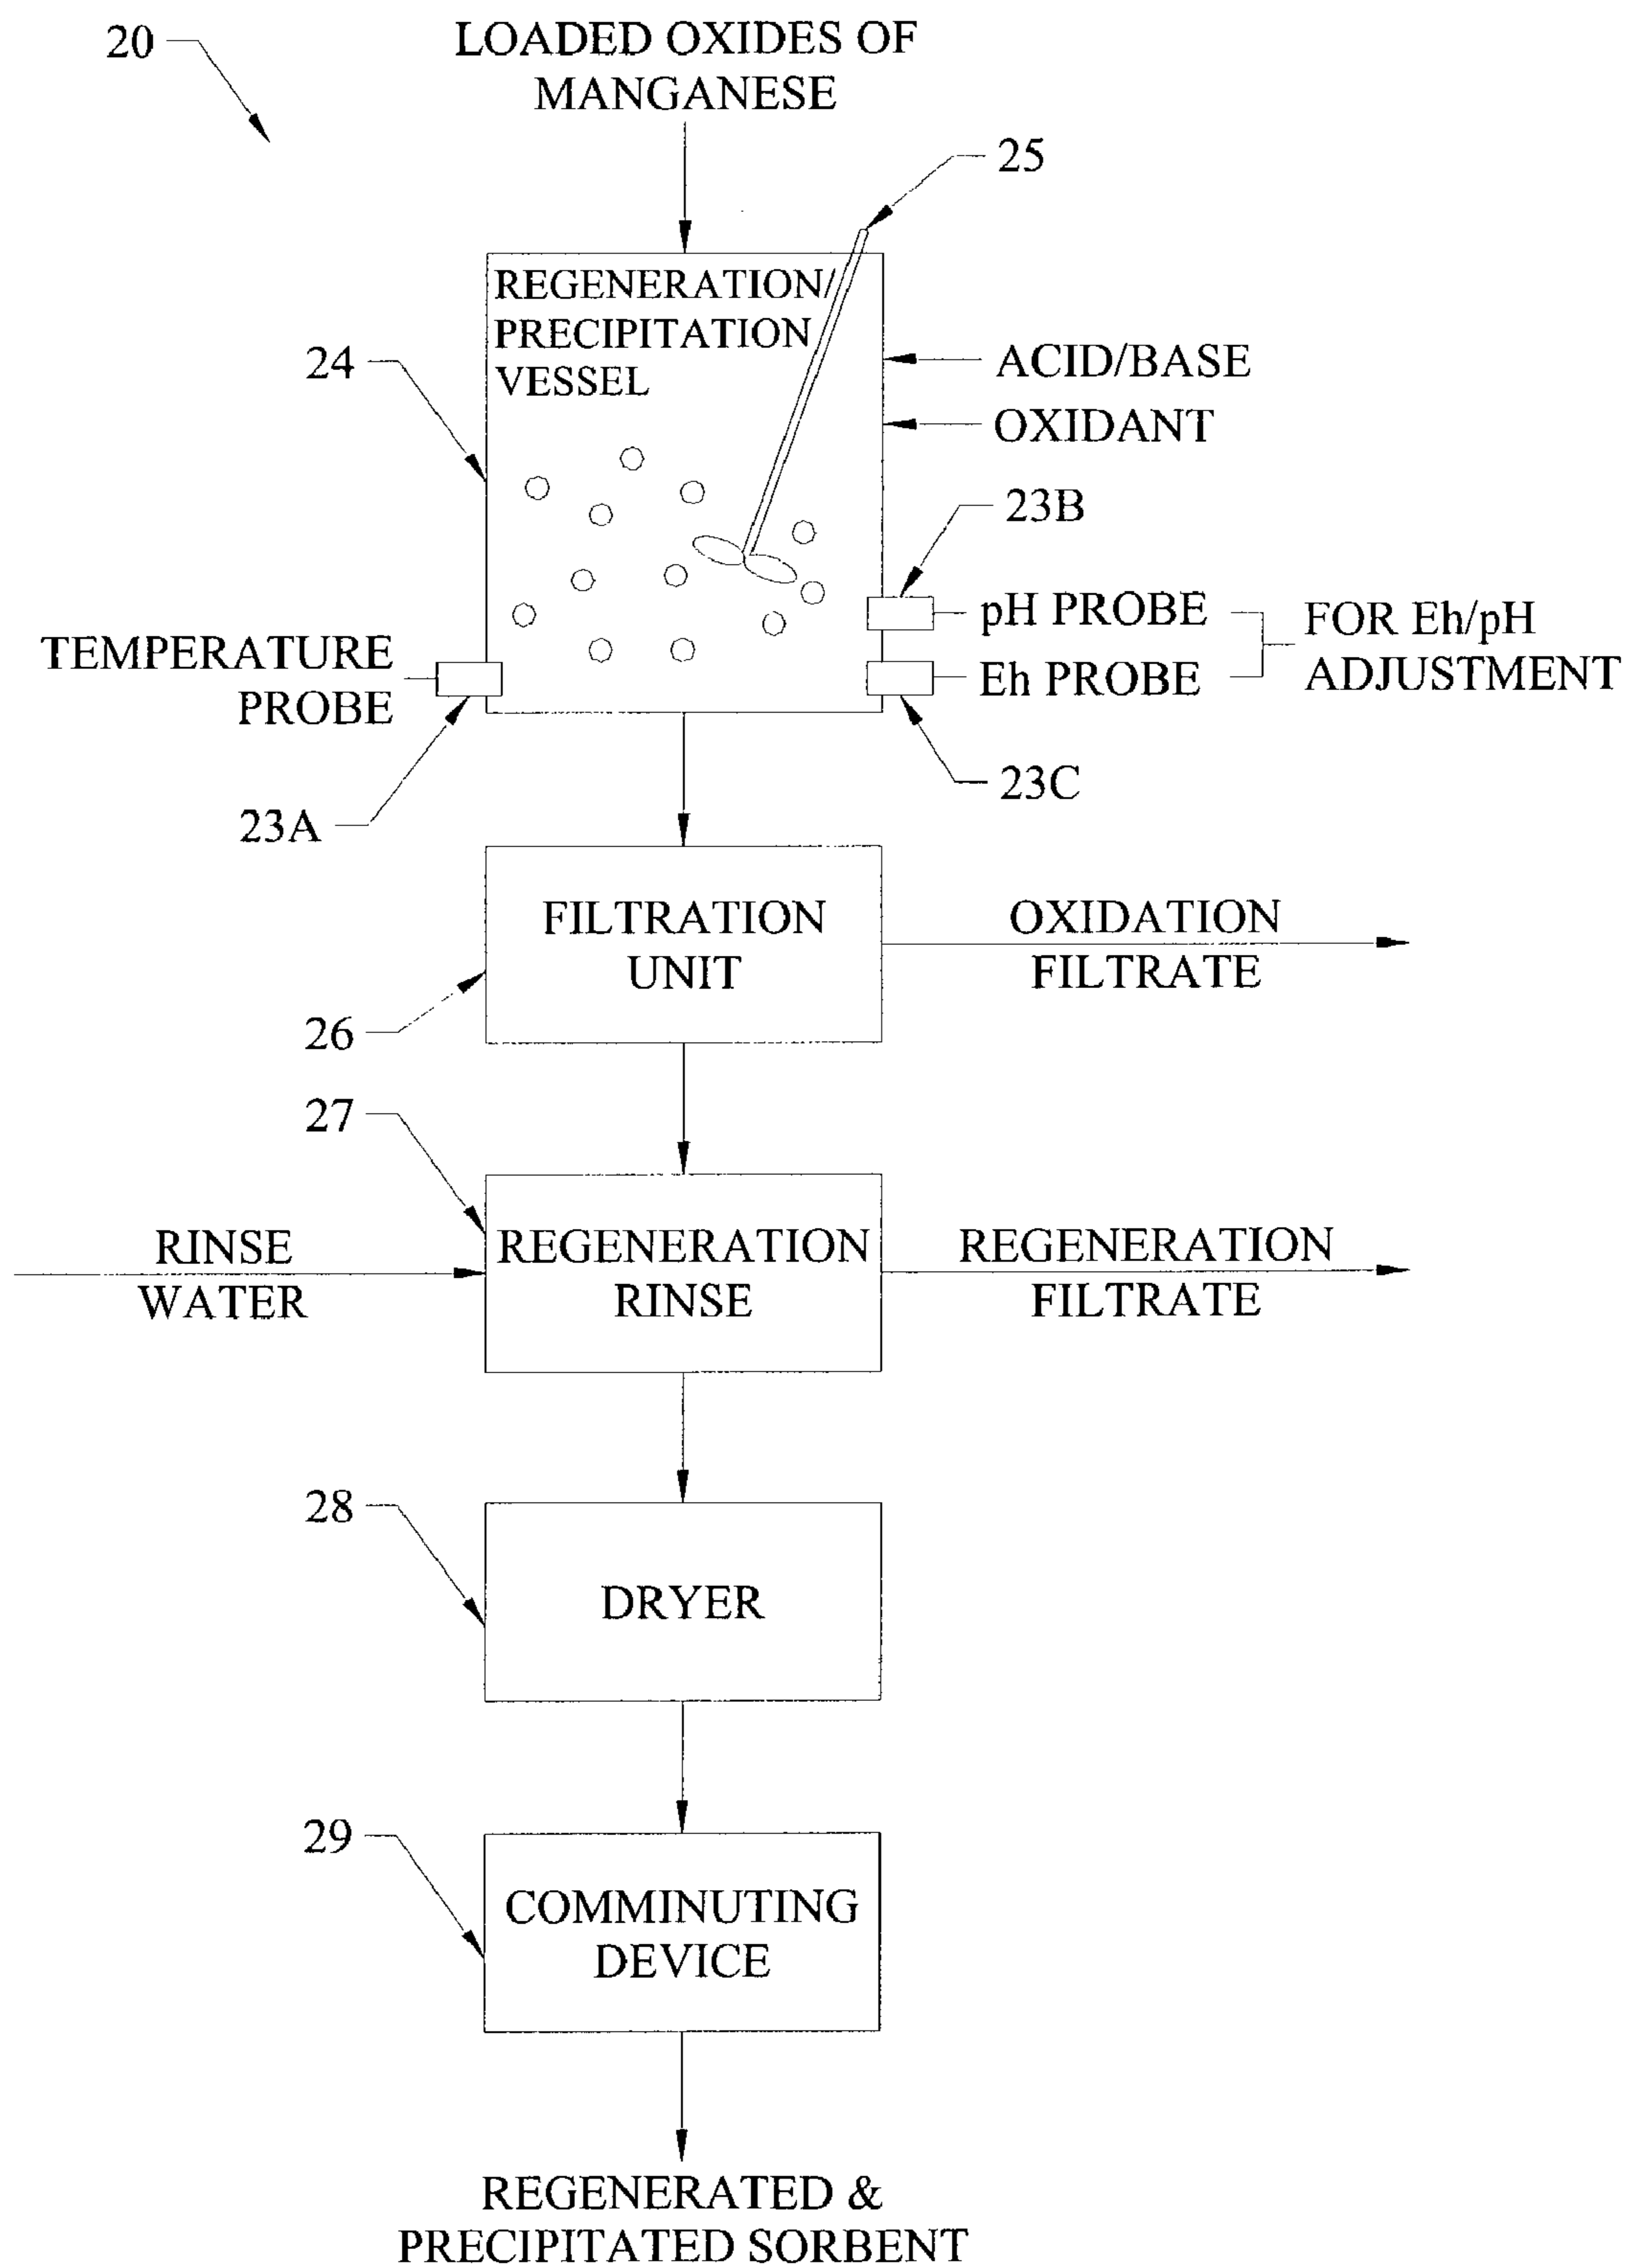 20
LOADED OXIDES OF
MANGANESE
25
REGENERATION/
PRECIPITATION
VESSEL
24
ACID/BASE
OXIDANT
23B
pH PROBE
Eh PROBE
FOR Eh/pH
ADJUSTMENT
TEMPERATURE
PROBE
23C
23A
FILTRATION
UNIT
OXIDATION
FILTRATE
26
27
RINSE
WATER
REGENERATION
RINSE
REGENERATION
FILTRATE
28
DRYER
29
COMMINUTING
DEVICE
REGENERATED &
PRECIPITATED SORBENT